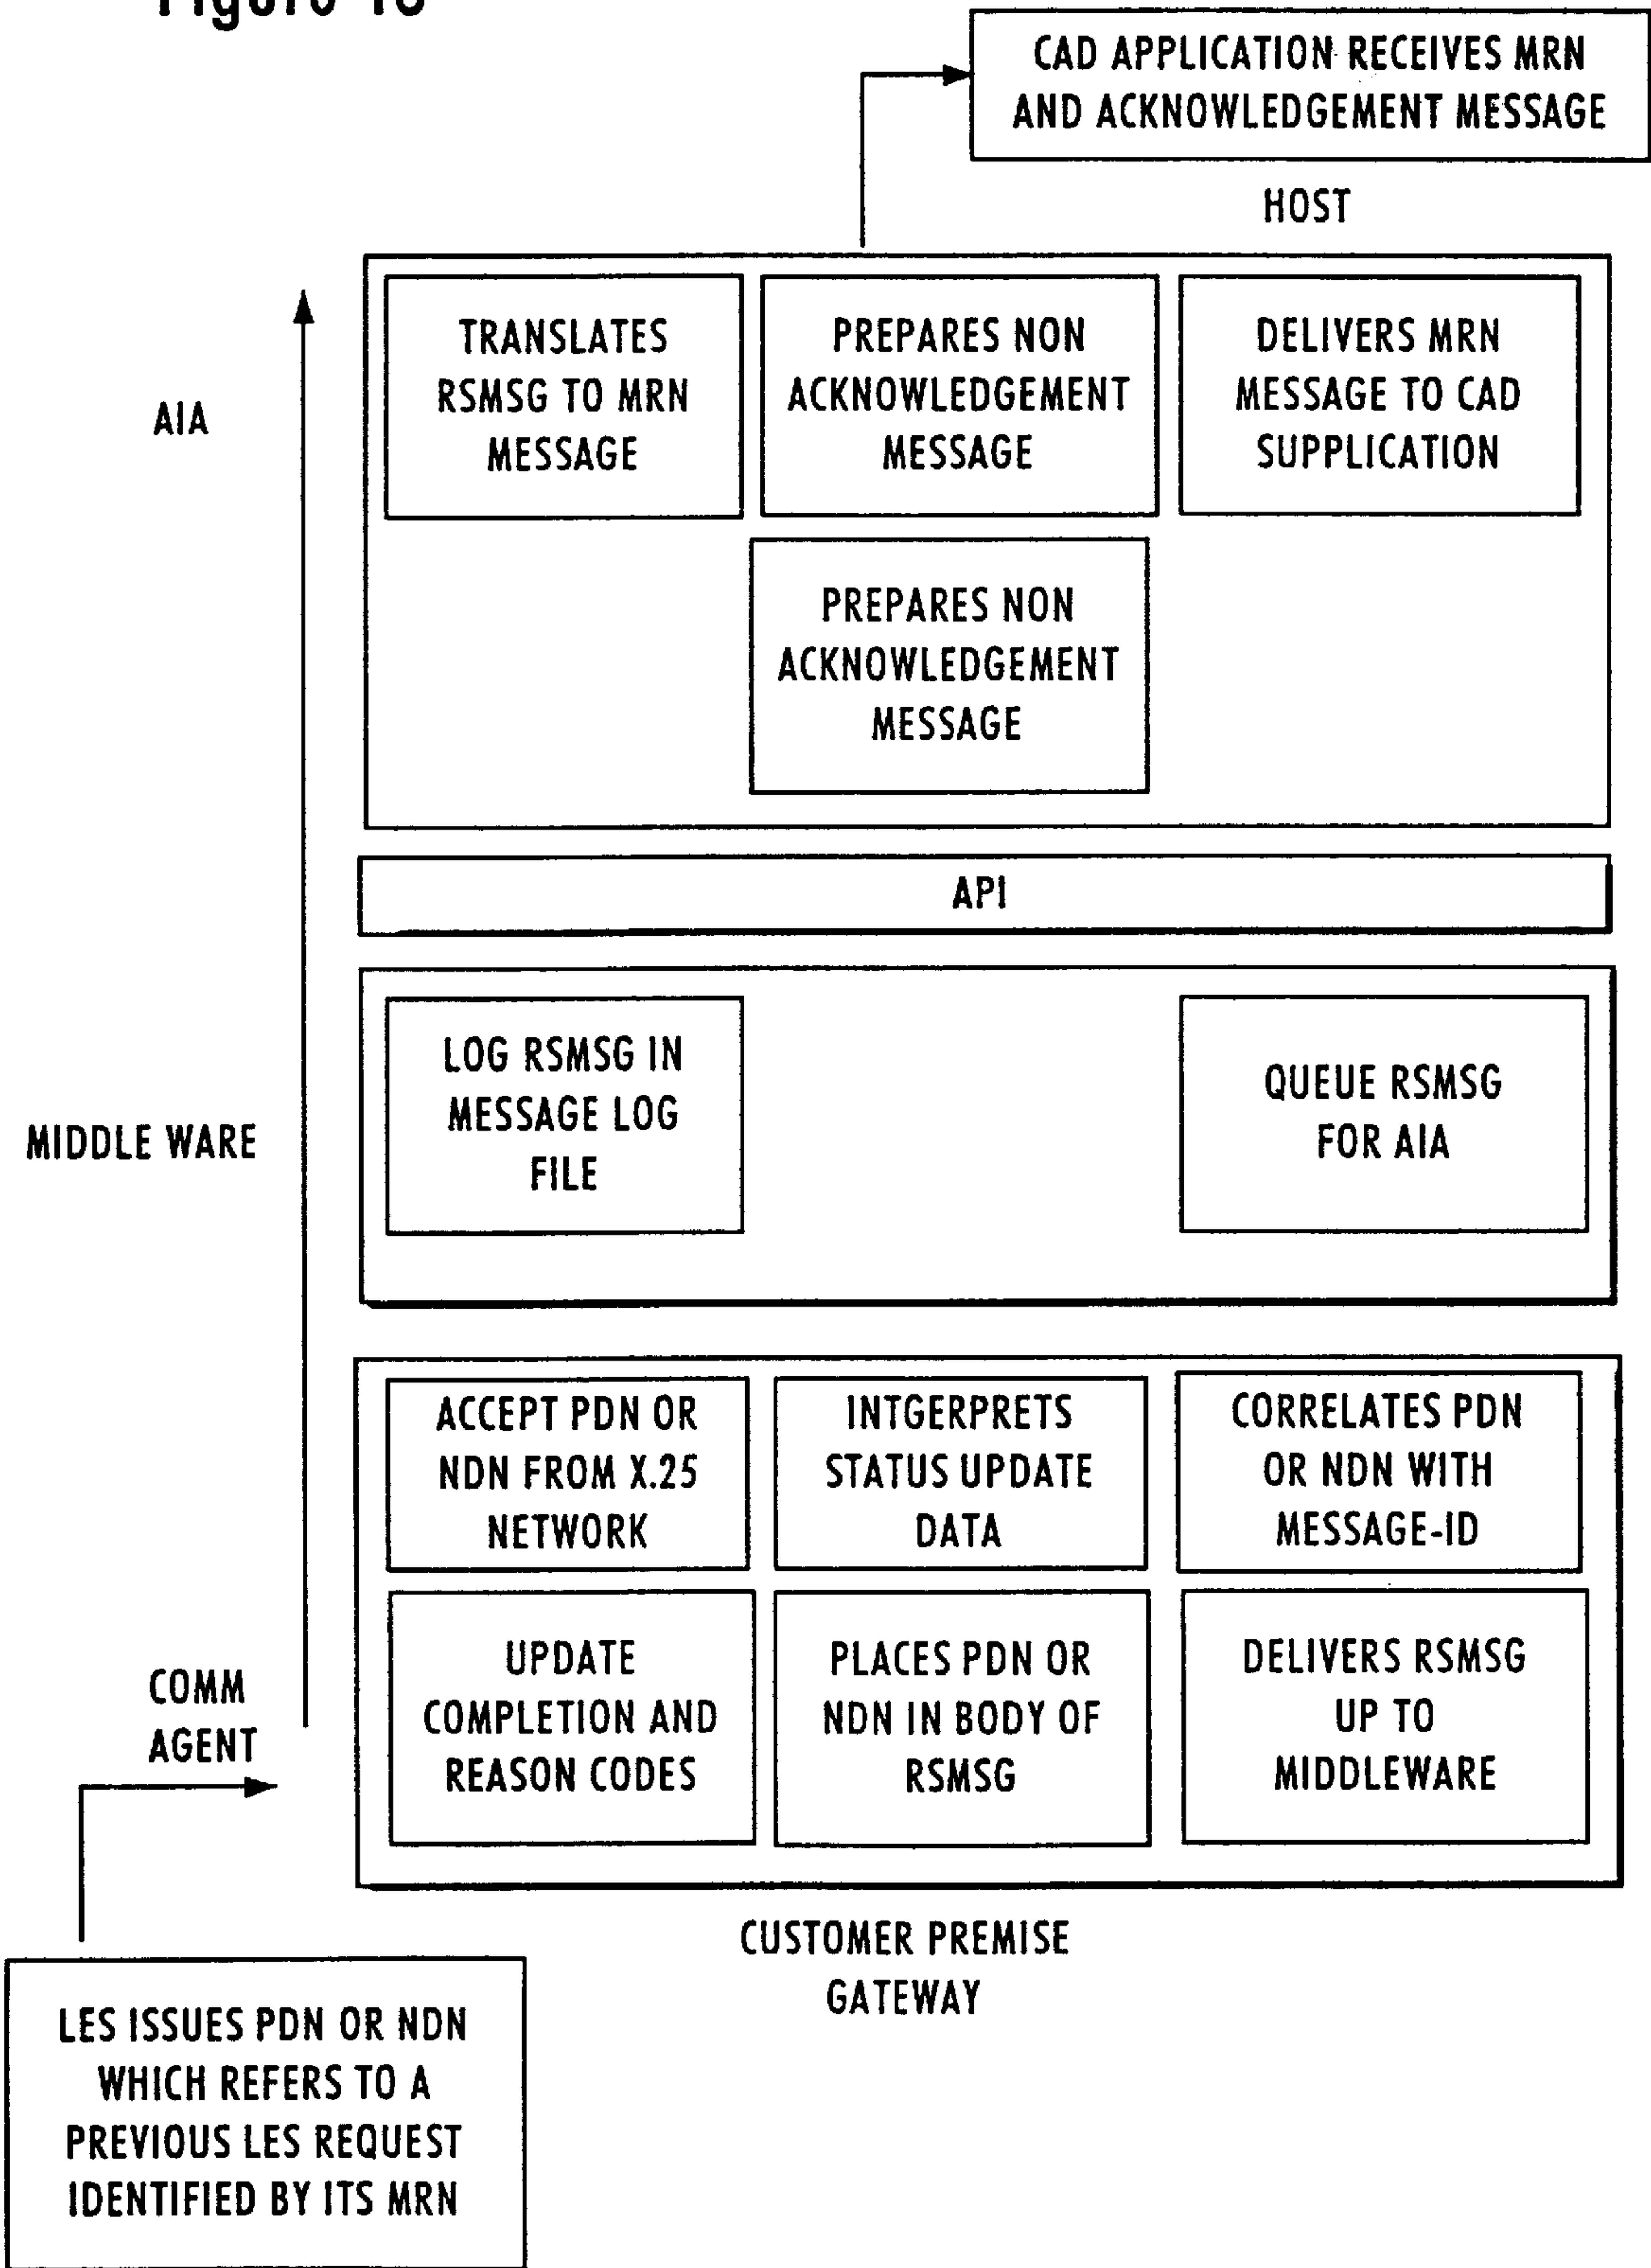 CAD APPLICATION RECEIVES MRN
AND ACKNOWLEDGEMENT MESSAGE
HOST
AIA
TRANSLATES
RSMSG TO MRN
MESSAGE
PREPARES NON
ACKNOWLEDGEMENT
MESSAGE
DELIVERS MRN
MESSAGE TO CAD
SUPPLICATION
PREPARES NON
ACKNOWLEDGEMENT
MESSAGE
API
MIDDLE WARE
LOG RSMSG IN
MESSAGE LOG
FILE
QUEUE RSMSG
FOR AIA
ACCEPT PDN OR
NDN FROM X.25
NETWORK
INTGERPRETS
STATUS UPDATE
DATA
CORRELATES PDN
OR NDN WITH
MESSAGE-ID
COMM
AGENT
UPDATE
COMPLETION AND
REASON CODES
PLACES PDN OR
NDN IN BODY OF
RSMSG
DELIVERS RSMSG
UP TO
MIDDLEWARE
CUSTOMER PREMISE
GATEWAY
LES ISSUES PDN OR NDN
WHICH REFERS TO A
PREVIOUS LES REQUEST
IDENTIFIED BY ITS MRN